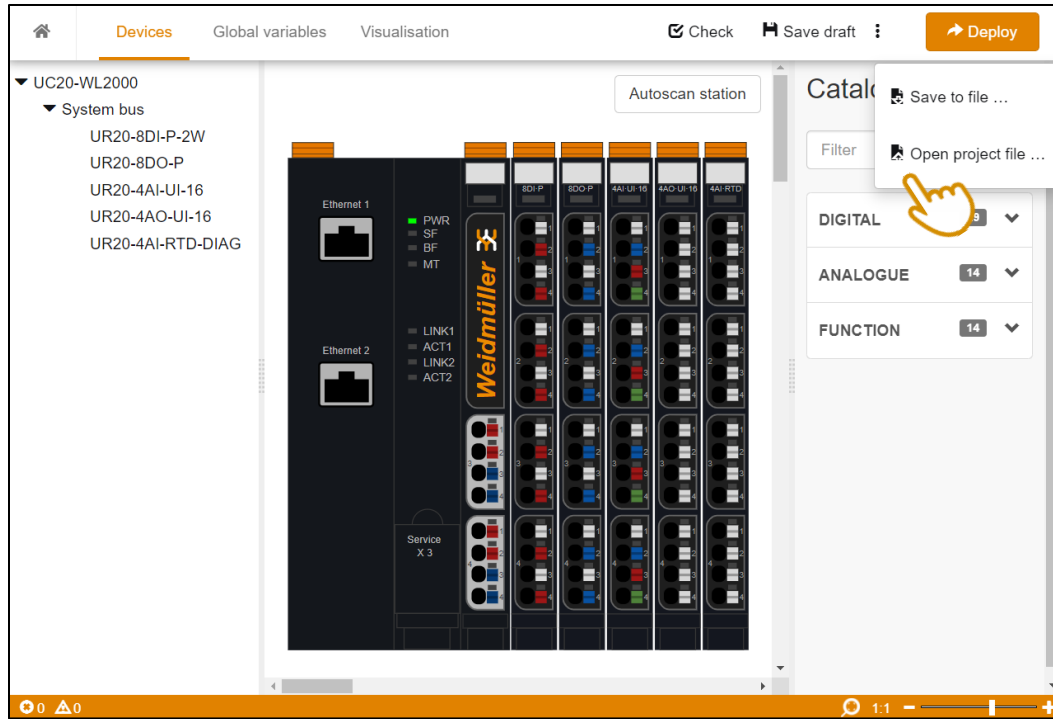 Devices
Global variables
Visualisation
Check
Save draft
Deploy
Save to file ...
Open project file ...
UC20-WL2000
System bus
UR20-8DI-P-2W
UR20-8DO-P
UR20-4AI-UI-16
UR20-4AO-UI-16
UR20-4AI-RTD-DIAG
Autoscan station
8DI-P
8DO-P
4AI-UI-16
4AO-UI-16
4AI-RTD
Ethernet 1
PWR
SF
BF
MT
Weidmüller
LINK1
ACT1
LINK2
ACT2
Ethernet 2
Service
X 3
Filter
DIGITAL
ANALOGUE 14
FUNCTION 14
0 0
1:1